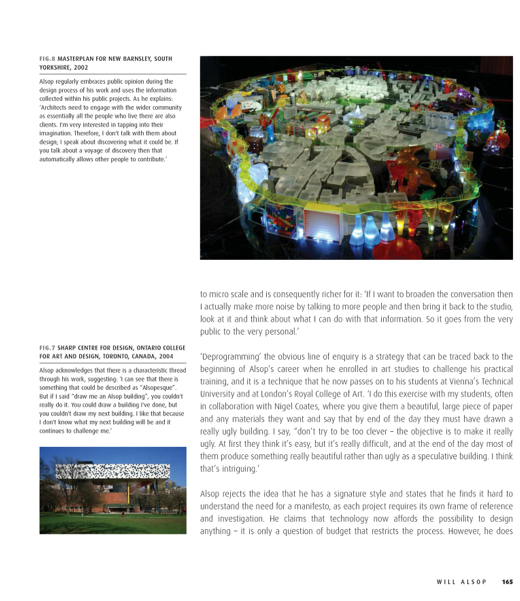 FIG.8 MASTERPLAN FOR NEW BARNSLEY, SOUTH
YORKSHIRE, 2002
Alsop regularly embraces public opinion during the
design process of his work and uses the information
collected within his public projects. As he explains:
‘Architects need to engage with the wider community
as essentially all the people who live there are also
clients. I’m very interested in tapping into their
imagination. Therefore, I don’t talk with them about
design; I speak about discovering what it could be. If
you talk about a voyage of discovery then that
automatically allows other people to contribute.’
FIG.7 SHARP CENTRE FOR DESIGN, ONTARIO COLLEGE
FOR ART AND DESIGN, TORONTO, CANADA, 2004
Alsop acknowledges that there is a characteristic thread
through his work, suggesting: ‘I can see that there is
something that could be described as “Alsopesque”.
But if I said “draw me an Alsop building”, you couldn’t
really do it. You could draw a building I’ve done, but
you couldn’t draw my next building. I like that because
I don’t know what my next building will be and it
continues to challenge me.’
to micro scale and is consequently richer for it: ‘If I want to broaden the conversation then
I actually make more noise by talking to more people and then bring it back to the studio,
look at it and think about what I can do with that information. So it goes from the very
public to the very personal.’
‘Deprogramming’ the obvious line of enquiry is a strategy that can be traced back to the
beginning of Alsop’s career when he enrolled in art studies to challenge his practical
training, and it is a technique that he now passes on to his students at Vienna’s Technical
University and at London’s Royal College of Art. ‘I do this exercise with my students, often
in collaboration with Nigel Coates, where you give them a beautiful, large piece of paper
and any materials they want and say that by end of the day they must have drawn a
really ugly building. I say, “don’t try to be too clever – the objective is to make it really
ugly. At first they think it’s easy, but it’s really difficult, and at the end of the day most of
them produce something really beautiful rather than ugly as a speculative building. I think
that’s intriguing.’
Alsop rejects the idea that he has a signature style and states that he finds it hard to
understand the need for a manifesto, as each project requires its own frame of reference
and investigation. He claims that technology now affords the possibility to design
anything – it is only a question of budget that restricts the process. However, he does
WILL ALSOP 165